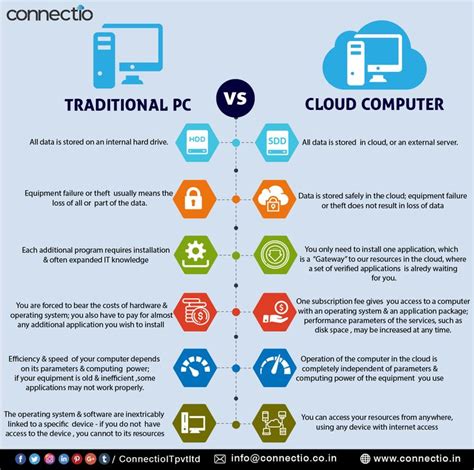 connectio
TRADITIONAL PC
VS
CLOUD COMPUTER
All data is stored on an internal hard drive.
HDD
SDD
All data is stored in cloud, or an external server.
Equipment failure or theft usually means the
loss of all or part of the data.
Data is stored safely in the cloud; equipment failure
or theft does not result in loss of data
Each additional program requires installation
& often expanded IT knowledge
You only need to install one application, which
is a “Gateway” to our resources in the cloud, where
a set of verified applications is alredy waiting
for you.
You are forced to bear the costs of hardware &
operating system; you also have to pay for almost
any additional application you wish to install
One subscription fee gives you access to a computer
with an operating system & an application package;
performance parameters of the services, such as
disk space , may be increased at any time.
Efficiency & speed of your computer depends
on its parameters & computing power;
if your equipment is old & inefficient ,some
applications may not work properly.
Operation of the computer in the cloud is
completely independent of parameters &
computing power of the equipment you use
The operating system & software are inextricably
linked to a specific device - if you do not have
access to the device , you cannot to its resources
You can access your resources from anywhere,
using any device with internet access
/ ConnectioITpvtltd
info@connectio.co.in
www.connectio.co.in